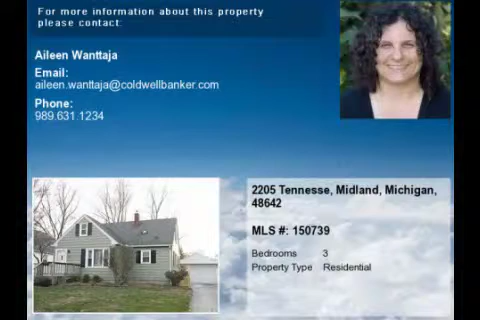 For more information about this property
please contact:
Aileen Wanttaja
Email:
aileen.wanttaja@coldwellbanker.com
Phone:
989.631.1234
2205 Tennesse, Midland, Michigan,
48642
MLS #: 150739
Bedrooms 3
Property Type Residential